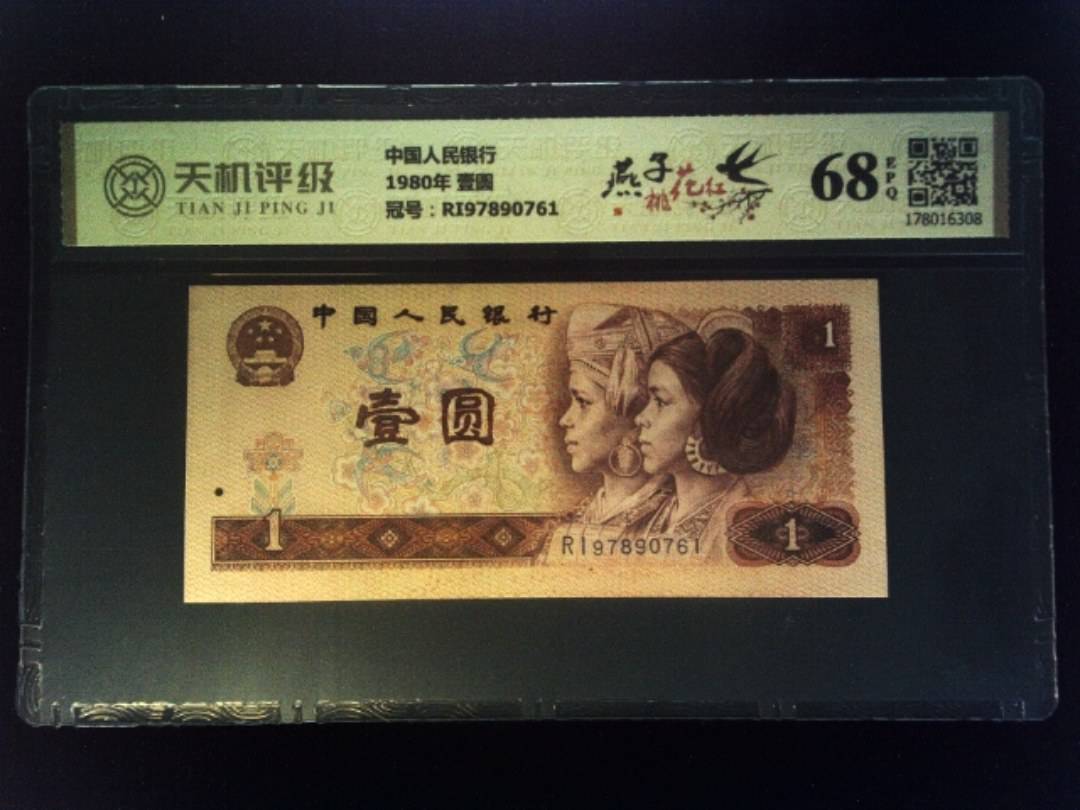 天机评级
TIAN JI PING JI
中国人民银行
1980年 壹圆
冠号：RI97890761
燕子
桃花红
68
EPQ
178016308
中国人民银行
壹圆
1
1
1
RI97890761